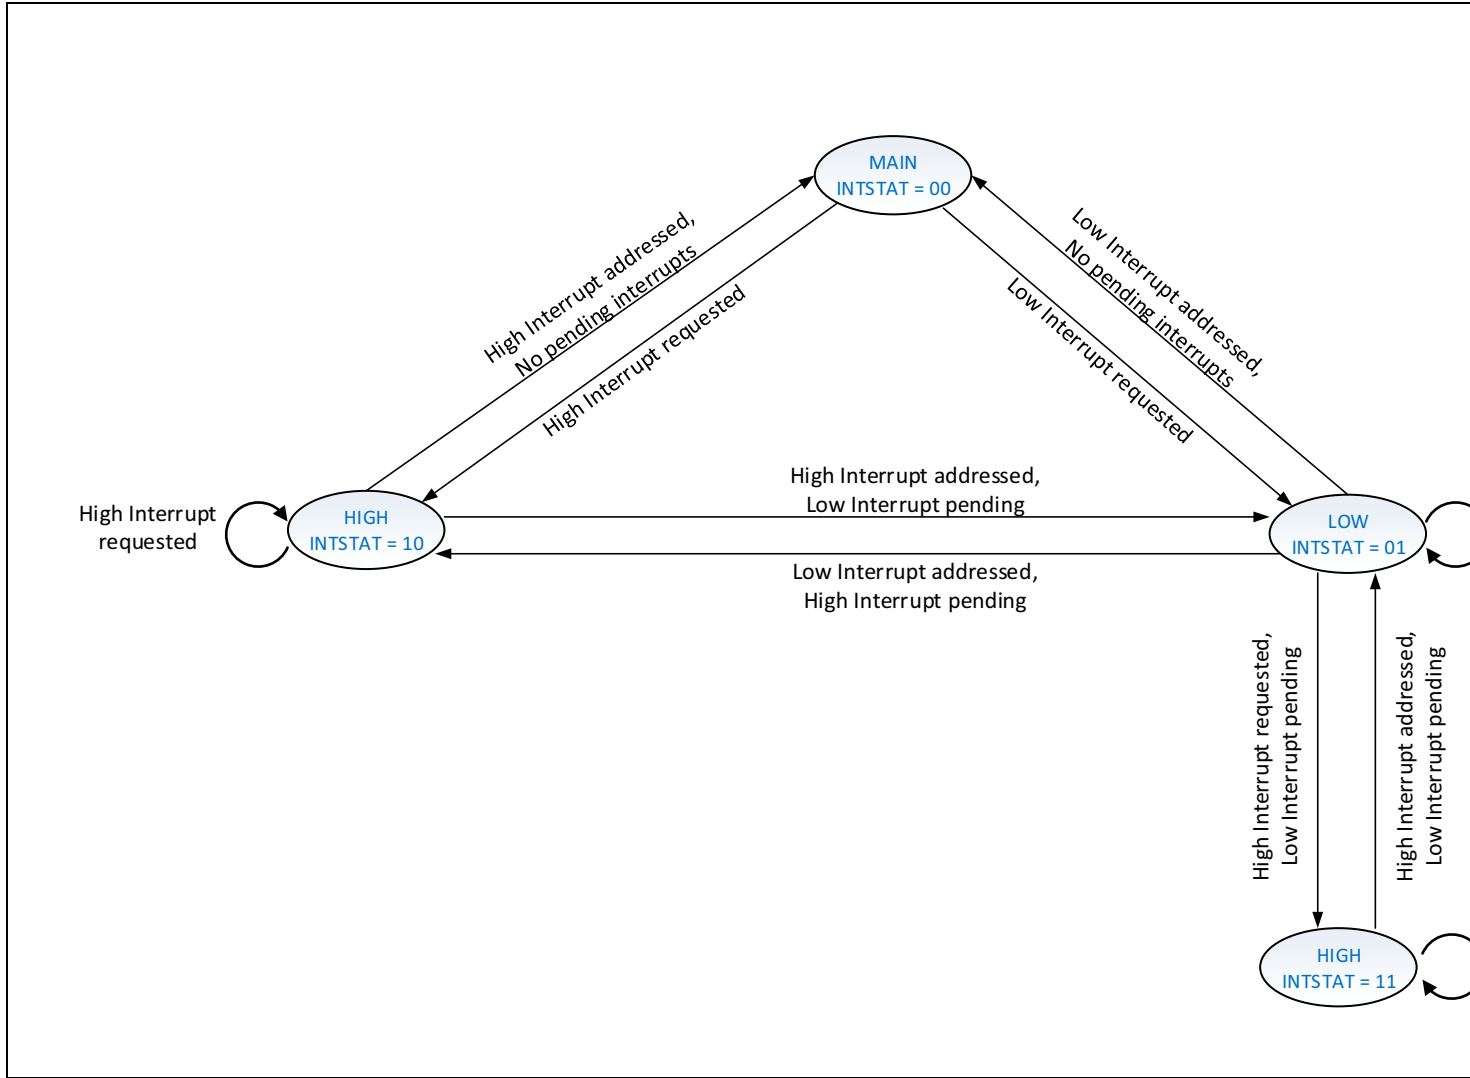 MAIN
INTSTAT = 00
High Interrupt addressed,
No pending interrupts
High Interrupt requested
Low Interrupt addressed,
No pending interrupts
Low Interrupt requested
High Interrupt addressed,
Low Interrupt pending
High Interrupt
requested
HIGH
INTSTAT = 10
LOW
INTSTAT = 01
Low Interrupt addressed,
High Interrupt pending
High Interrupt requested,
Low Interrupt pending
High Interrupt addressed,
Low Interrupt pending
HIGH
INTSTAT = 11